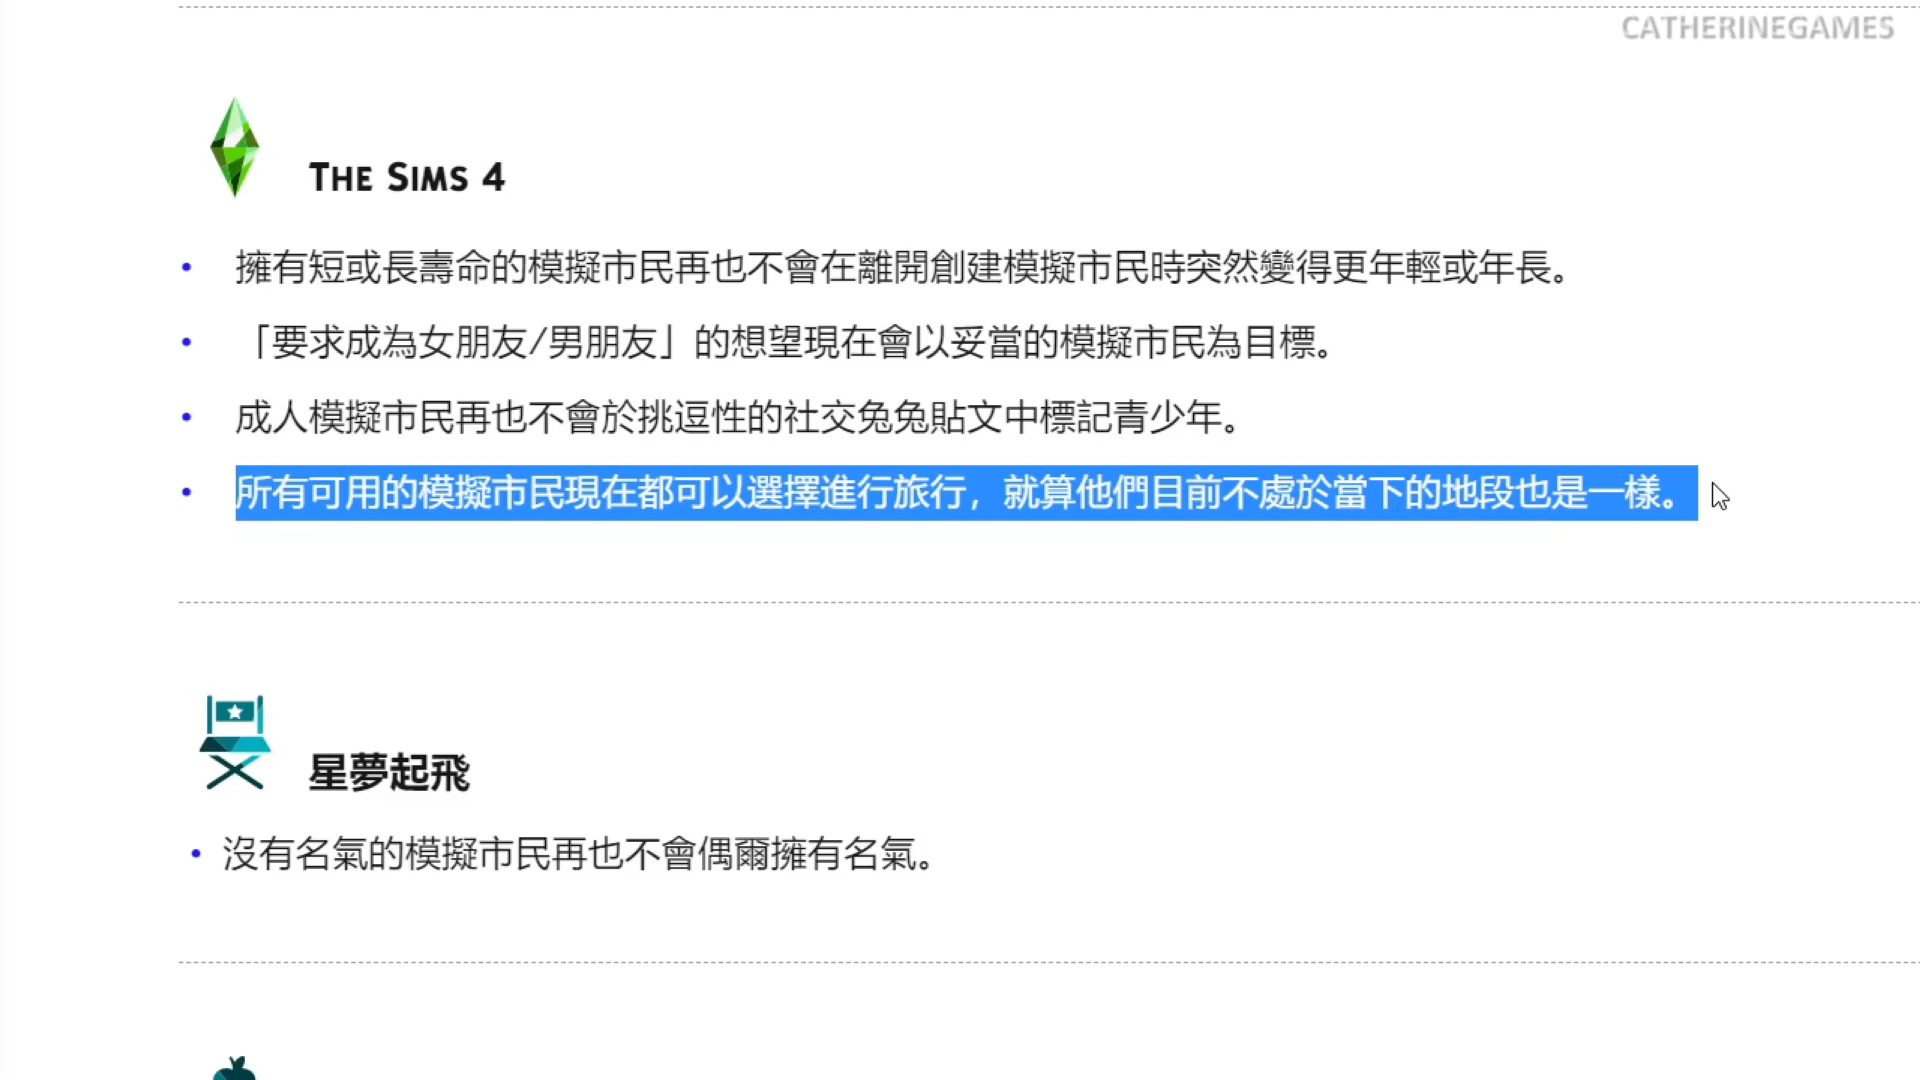 CATHERINEGAMES
THE SIMS 4
• 擁有短或長壽命的模擬市民再也不會在離開創建模擬市民時突然變得更年輕或年長。
• 「要求成為女朋友/男朋友」的想望現在會以妥當的模擬市民為目標。
• 成人模擬市民再也不會於挑逗性的社交兔兔貼文中標記青少年。
• 所有可用的模擬市民現在都可以選擇進行旅行，就算他們目前不處於當下的地段也是一樣。
星夢起飛
• 沒有名氣的模擬市民再也不會偶爾擁有名氣。